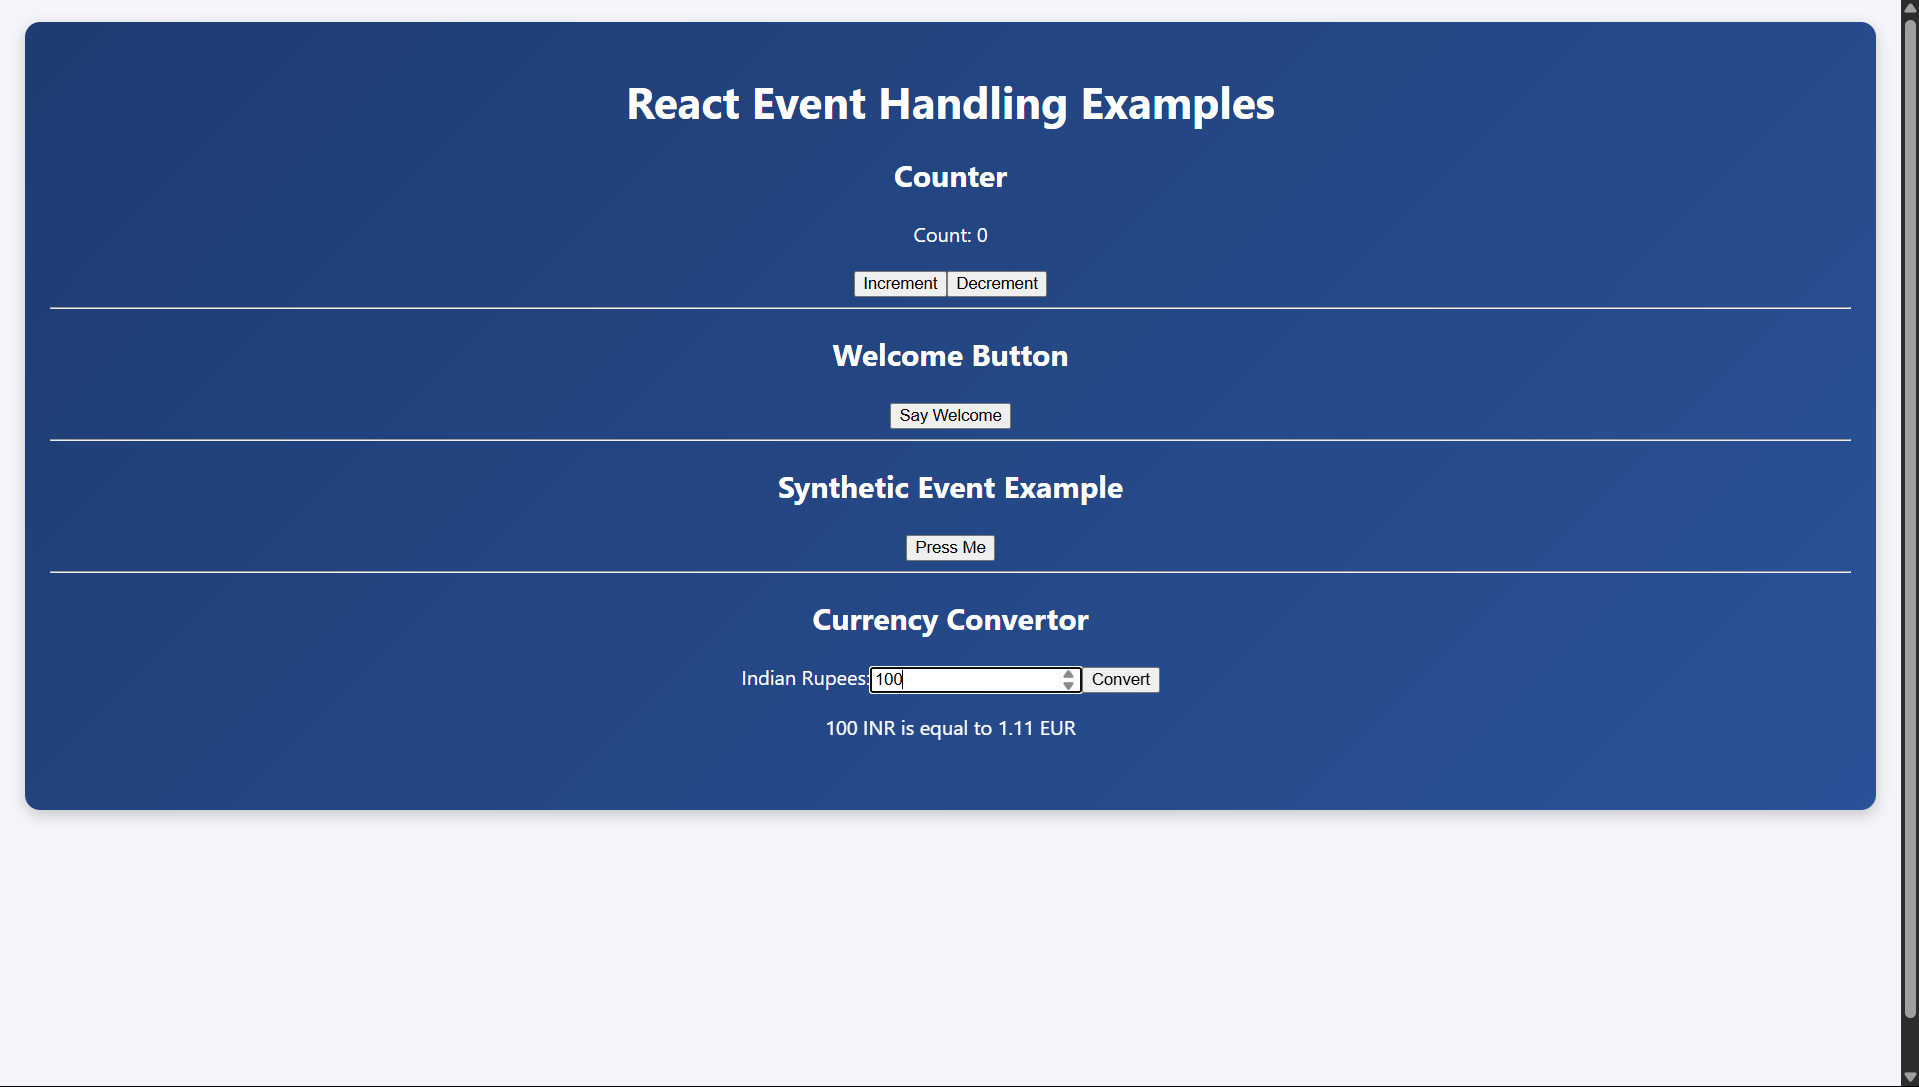 React Event Handling Examples
Counter
Count: 0
Increment Decrement
Welcome Button
Say Welcome
Synthetic Event Example
Press Me
Currency Convertor
Indian Rupees: 100 Convert
100 INR is equal to 1.11 EUR